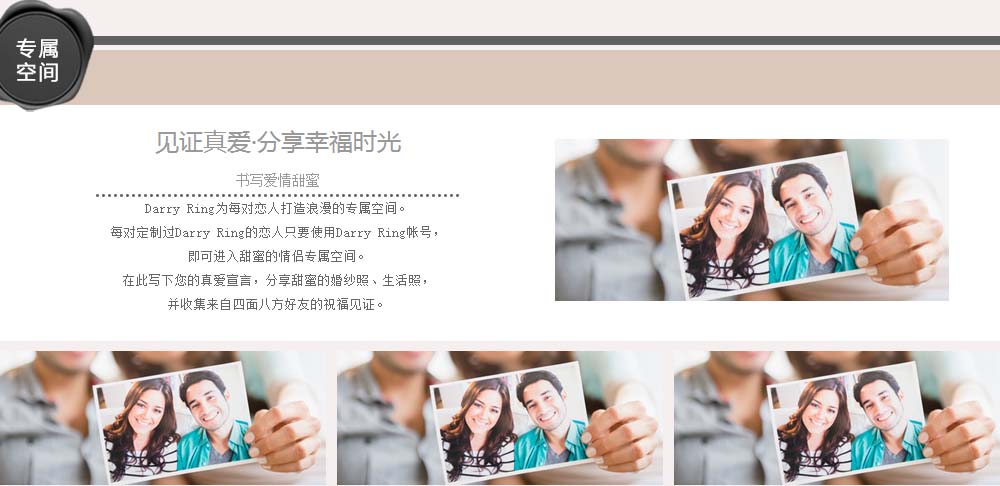 专属
空间
见证真爱·分享幸福时光
书写爱情甜蜜
Darry Ring为每对恋人打造浪漫的专属空间。
每对定制过Darry Ring的恋人只要使用Darry Ring帐号，
即可进入甜蜜的情侣专属空间。
在此写下您的真爱宣言，分享甜蜜的婚纱照、生活照，
并收集来自四面八方好友的祝福见证。